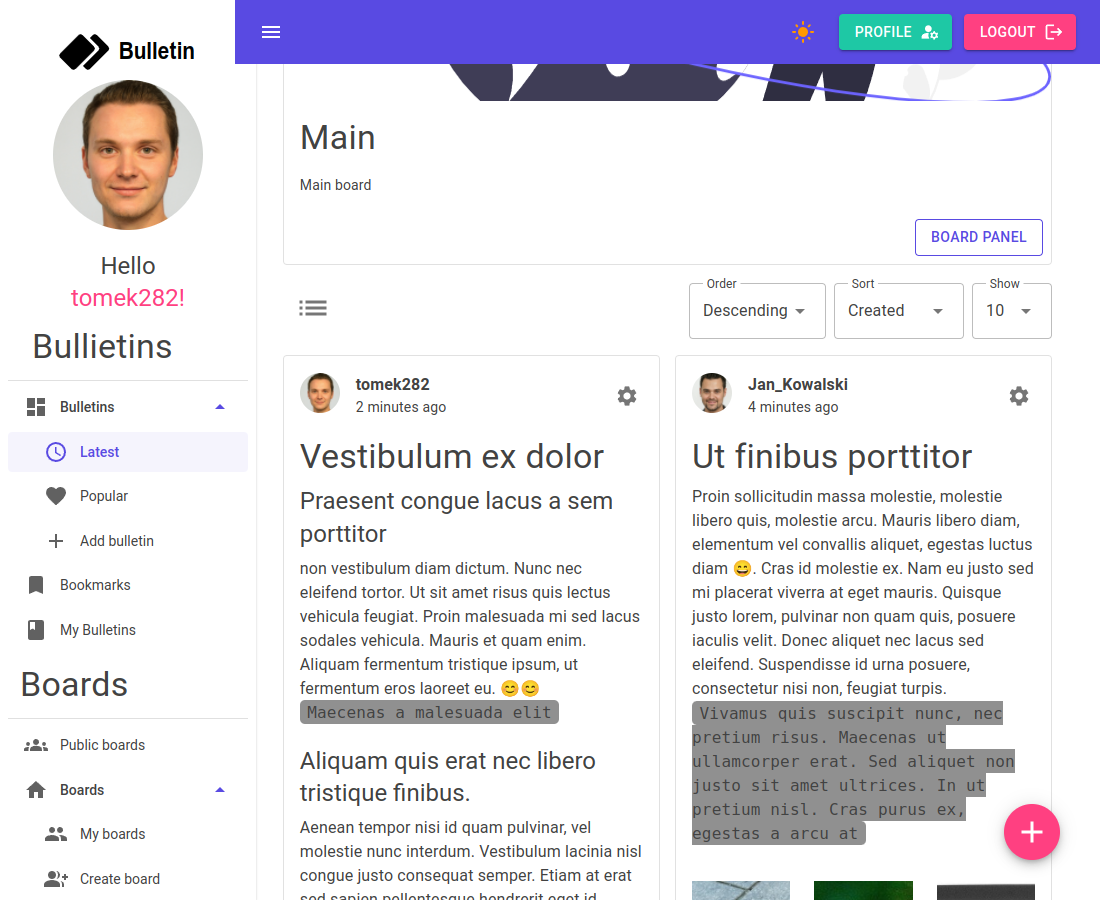 Bulletin
PROFILE
LOGOUT
Hello
tomek282!
Bullietins
Bulletins
Latest
Popular
Add bulletin
Bookmarks
My Bulletins
Boards
Public boards
Boards
My boards
Create board
Main
Main board
BOARD PANEL
Order
Descending
Sort
Created
Show
10
tomek282
2 minutes ago
Vestibulum ex dolor
Praesent congue lacus a sem
porttitor
non vestibulum diam dictum. Nunc nec
eleifend tortor. Ut sit amet risus quis lectus
vehicula feugiat. Proin malesuada mi sed lacus
sodales vehicula. Mauris et quam enim.
Aliquam fermentum tristique ipsum, ut
fermentum eros laoreet eu. 😊😊
Maecenas a malesuada elit
Aliquam quis erat nec libero
tristique finibus.
Aenean tempor nisi id quam pulvinar, vel
molestie nunc interdum. Vestibulum lacinia nisl
congue justo consequat semper. Etiam at erat
sed sapien pellentesque hendrerit eget id
Jan_Kowalski
4 minutes ago
Ut finibus porttitor
Proin sollicitudin massa molestie, molestie
libero quis, molestie arcu. Mauris libero diam,
elementum vel convallis aliquet, egestas luctus
diam 😄. Cras id molestie ex. Nam eu justo sed
mi placerat viverra at eget mauris. Quisque
justo lorem, pulvinar non quam quis, posuere
iaculis velit. Donec aliquet nec lacus sed
eleifend. Suspendisse id urna posuere,
consectetur nisi non, feugiat turpis.
Vivamus quis suscipit nunc, nec
pretium risus. Maecenas ut
ullamcorper erat. Sed aliquet non
justo sit amet ultrices. In ut
pretium nisl. Cras purus ex,
egestas a arcu at